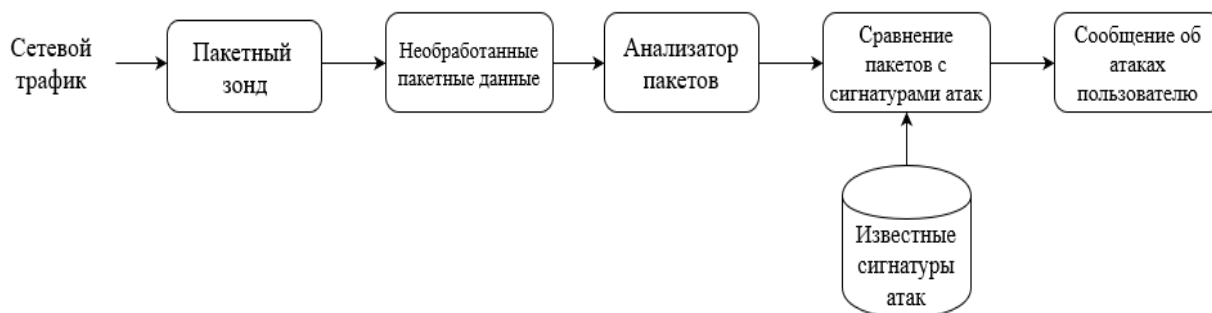 Сетевой
трафик
Пакетный
зонд
Необработанные
пакетные данные
Анализатор
пакетов
Сравнение
пакетов с
сигнатурами атак
Сообщение об
атаках
пользователю
Известные
сигнатуры
атак